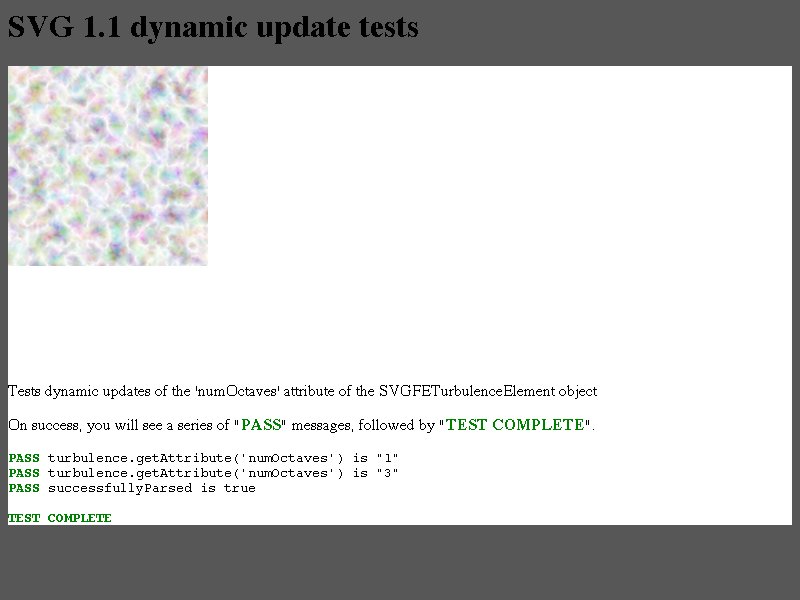 SVG 1.1 dynamic update tests
Tests dynamic updates of the 'numOctaves' attribute of the SVGFETurbulenceElement object
On success, you will see a series of "PASS" messages, followed by "TEST COMPLETE".
PASS turbulence.getAttribute('numOctaves') is "1"
PASS turbulence.getAttribute('numOctaves') is "3"
PASS successfullyParsed is true
TEST COMPLETE